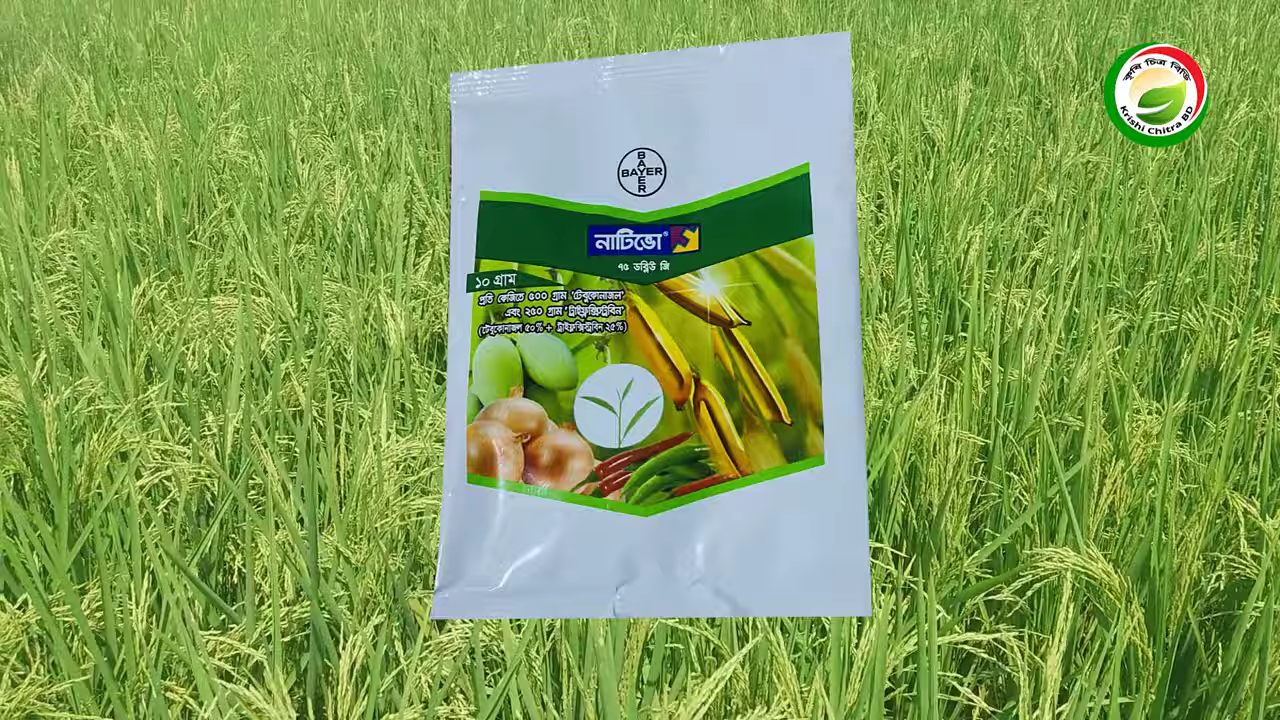 কৃষি চিত্র বিডি
Krishi Chitra BD
BAYER
BAYER
নাটিভো®
৭৫ ডব্লিউ জি
১০ গ্রাম
প্রতি কেজিতে ৫০০ গ্রাম 'টেবুকোনাজল'
এবং ২৫০ গ্রাম 'ট্রাইফ্লক্সিস্ট্রবিন'
(টেবুকোনাজল ৫০% + ট্রাইফ্লক্সিস্ট্রবিন ২৫%)